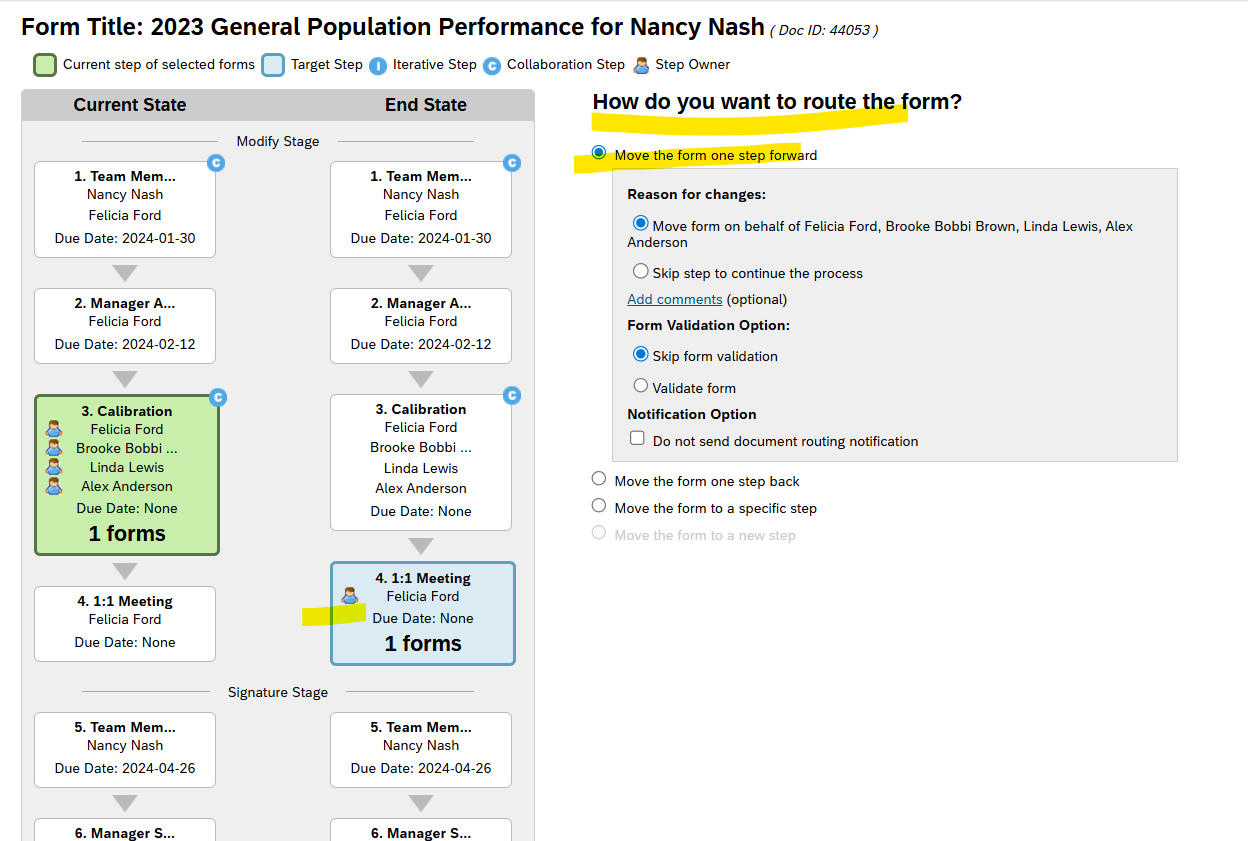 Form Title: 2023 General Population Performance for Nancy Nash ( Doc ID: 44053 )
Current step of selected forms Target Step I Iterative Step C Collaboration Step Step Owner
Current State End State
Modify Stage
C
1. Team Mem...
Nancy Nash
Felicia Ford
Due Date: 2024-01-30
2. Manager A...
Felicia Ford
Due Date: 2024-02-12
C
3. Calibration
Felicia Ford
Brooke Bobbi ...
Linda Lewis
Alex Anderson
Due Date: None
1 forms
4. 1:1 Meeting
Felicia Ford
Due Date: None
C
1. Team Mem...
Nancy Nash
Felicia Ford
Due Date: 2024-01-30
2. Manager A...
Felicia Ford
Due Date: 2024-02-12
C
3. Calibration
Felicia Ford
Brooke Bobbi ...
Linda Lewis
Alex Anderson
Due Date: None
4. 1:1 Meeting
Felicia Ford
Due Date: None
1 forms
Signature Stage
5. Team Mem...
Nancy Nash
Due Date: 2024-04-26
6. Manager S...
5. Team Mem...
Nancy Nash
Due Date: 2024-04-26
6. Manager S...
How do you want to route the form?
Move the form one step forward
Reason for changes:
Move form on behalf of Felicia Ford, Brooke Bobbi Brown, Linda Lewis, Alex
Anderson
Skip step to continue the process
Add comments (optional)
Form Validation Option:
Skip form validation
Validate form
Notification Option
Do not send document routing notification
Move the form one step back
Move the form to a specific step
Move the form to a new step